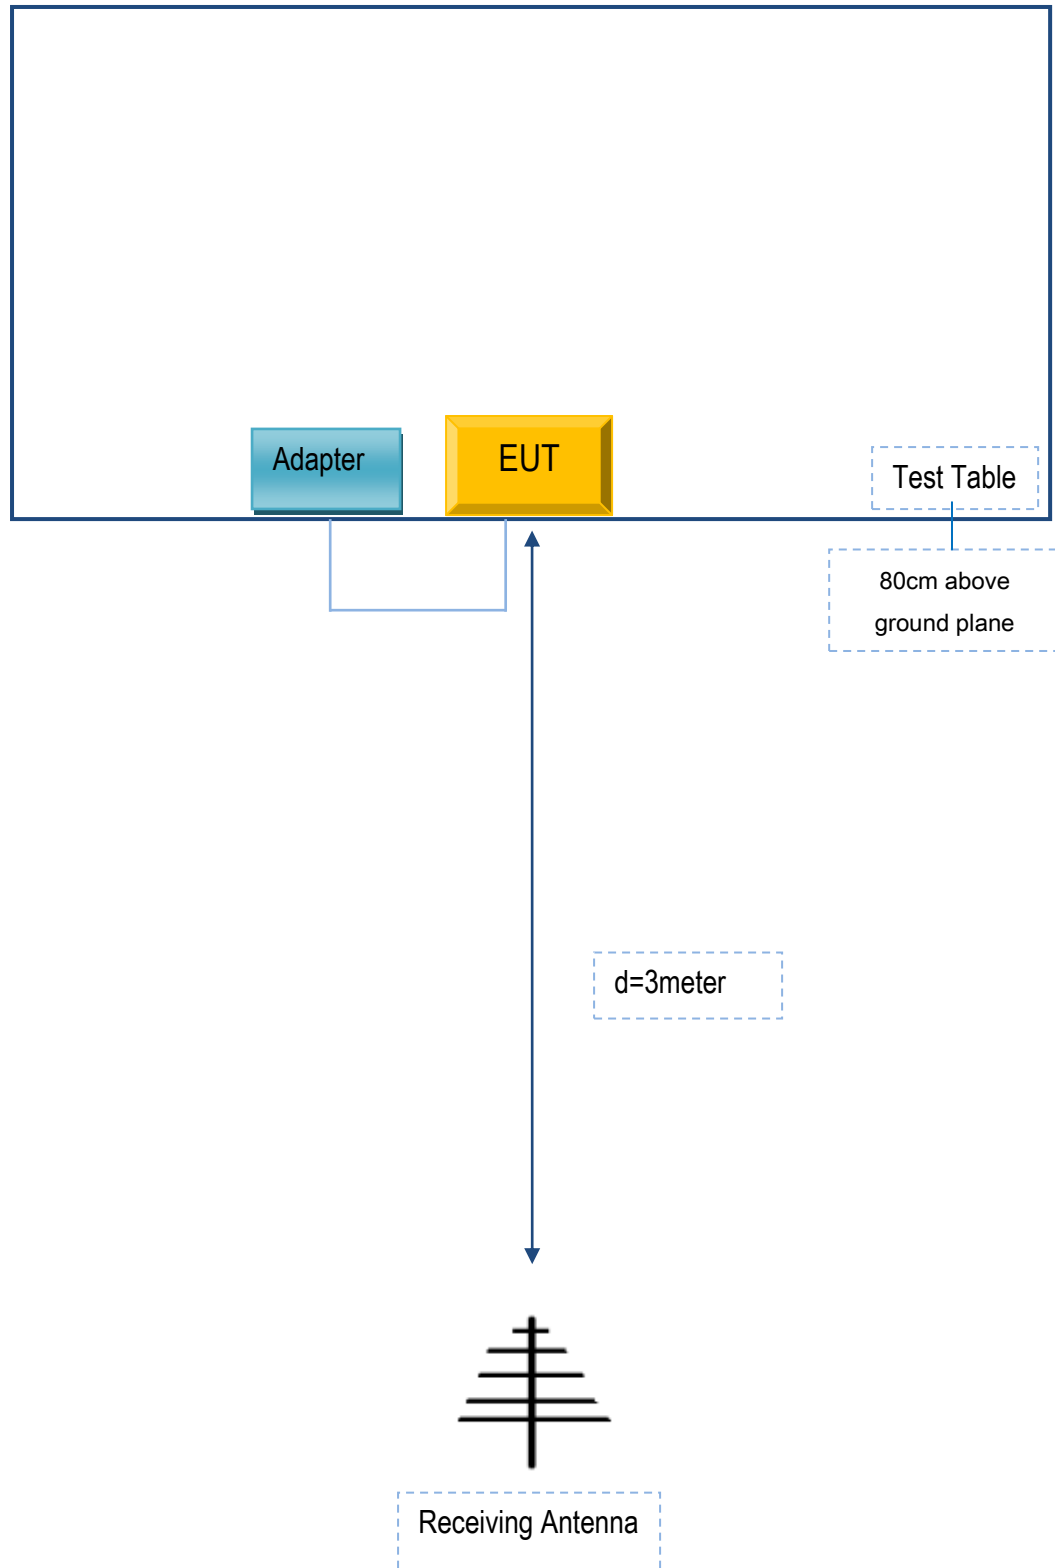 Adapter
EUT
Test Table
80cm above
ground plane
d=3meter
Receiving Antenna